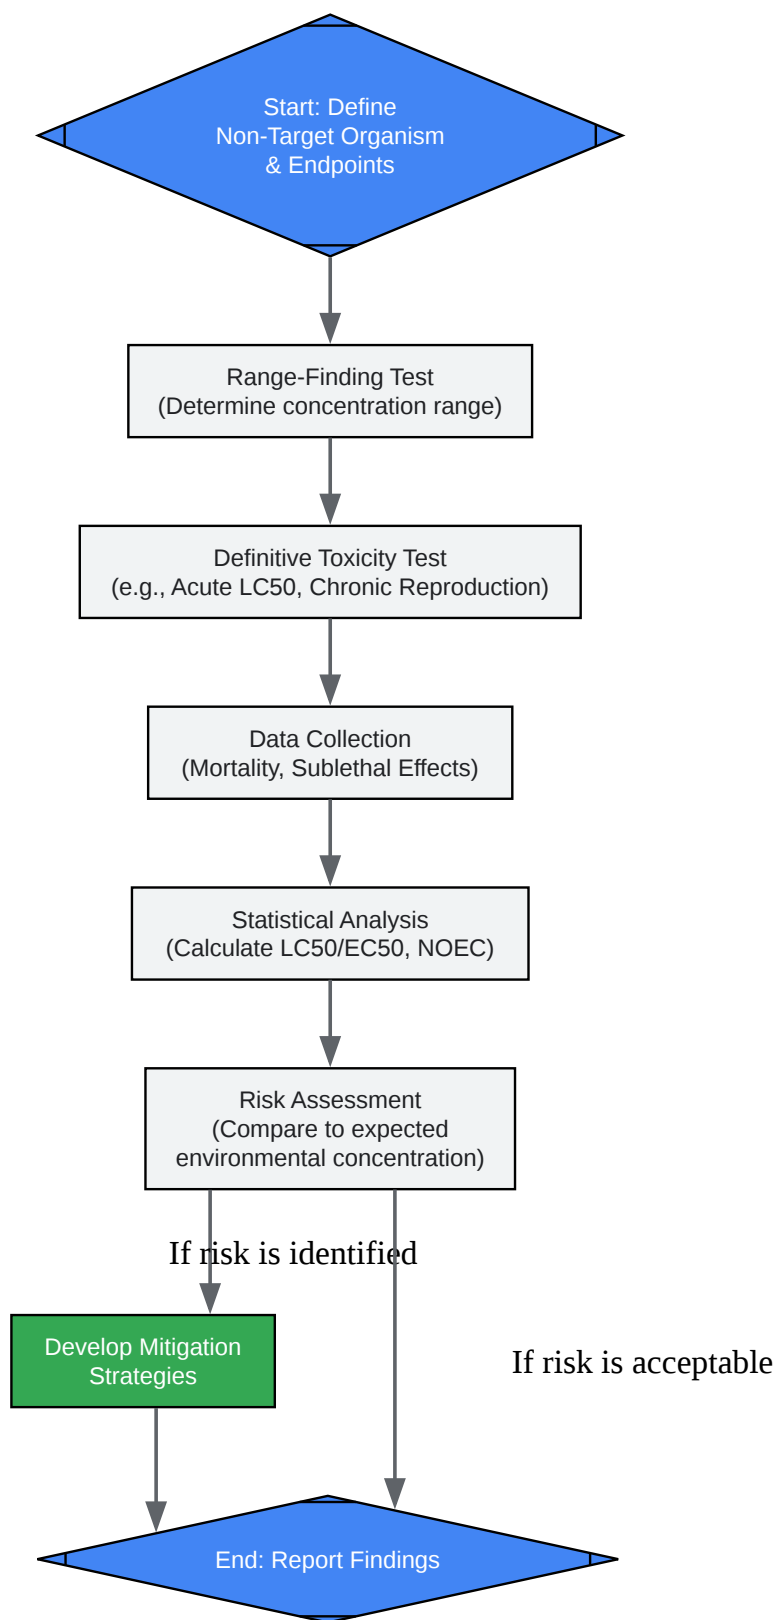 Start: Define
Non-Target Organism
& Endpoints
Range-Finding Test
(Determine concentration range)
Definitive Toxicity Test
(e.g., Acute LC50, Chronic Reproduction)
Data Collection
(Mortality, Sublethal Effects)
Statistical Analysis
(Calculate LC50/EC50, NOEC)
Risk Assessment
(Compare to expected
environmental concentration)
If risk is identified
Develop Mitigation
Strategies
If risk is acceptable
End: Report Findings